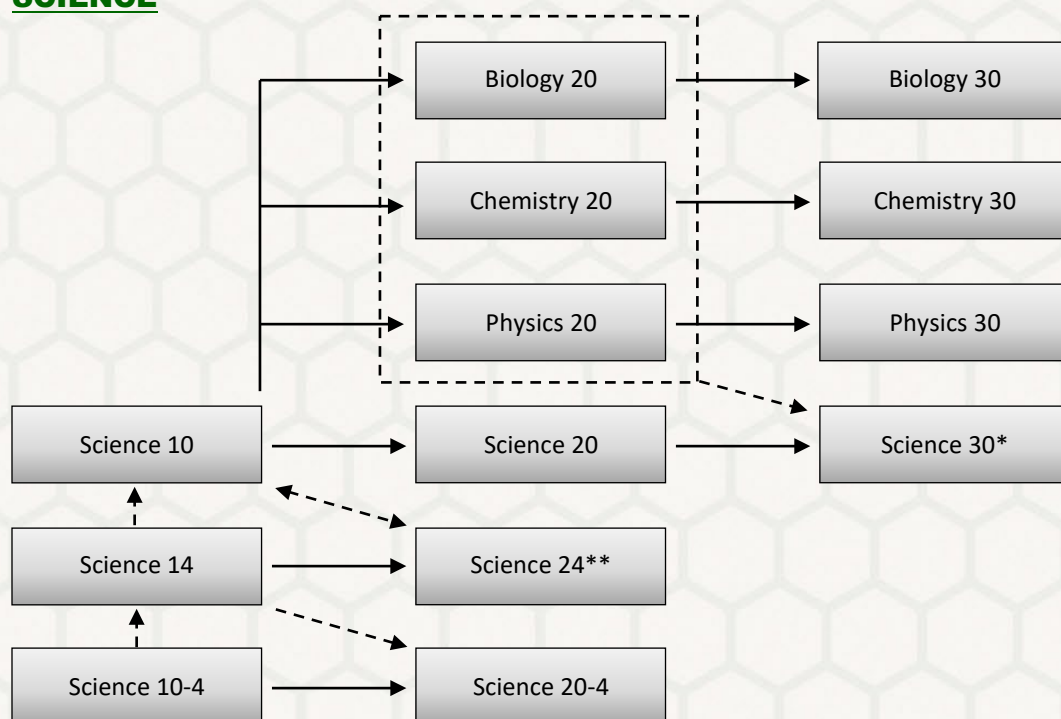 SCIENCE
Biology 20
Biology 30
Chemistry 20
Chemistry 30
Physics 20
Physics 30
Science 10
Science 20
Science 30*
Science 14
Science 24**
Science 10-4
Science 20-4